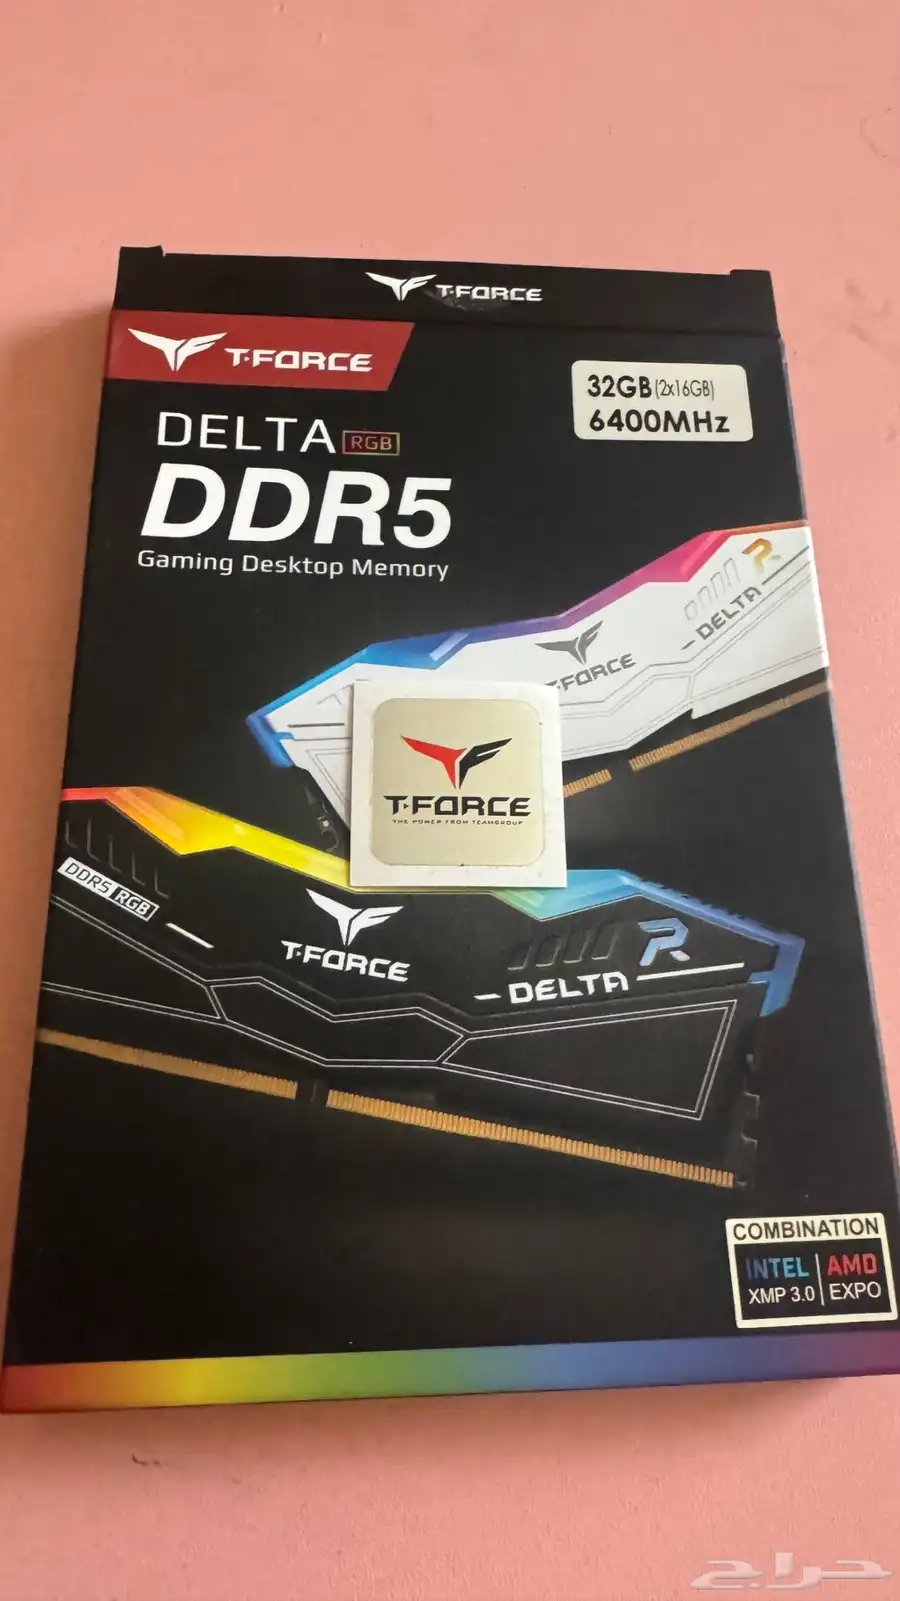 T·FORCE
T·FORCE
32GB(2x16GB)
6400MHz
DELTA RGB
DDR5
Gaming Desktop Memory
R
DELTA
T·FORCE
T·FORCE
THE POWER FROM TEAMGROUP
DDR5 RGB
T·FORCE
R
DELTA
COMBINATION
INTEL | AMD
XMP 3.0 | EXPO
حراج